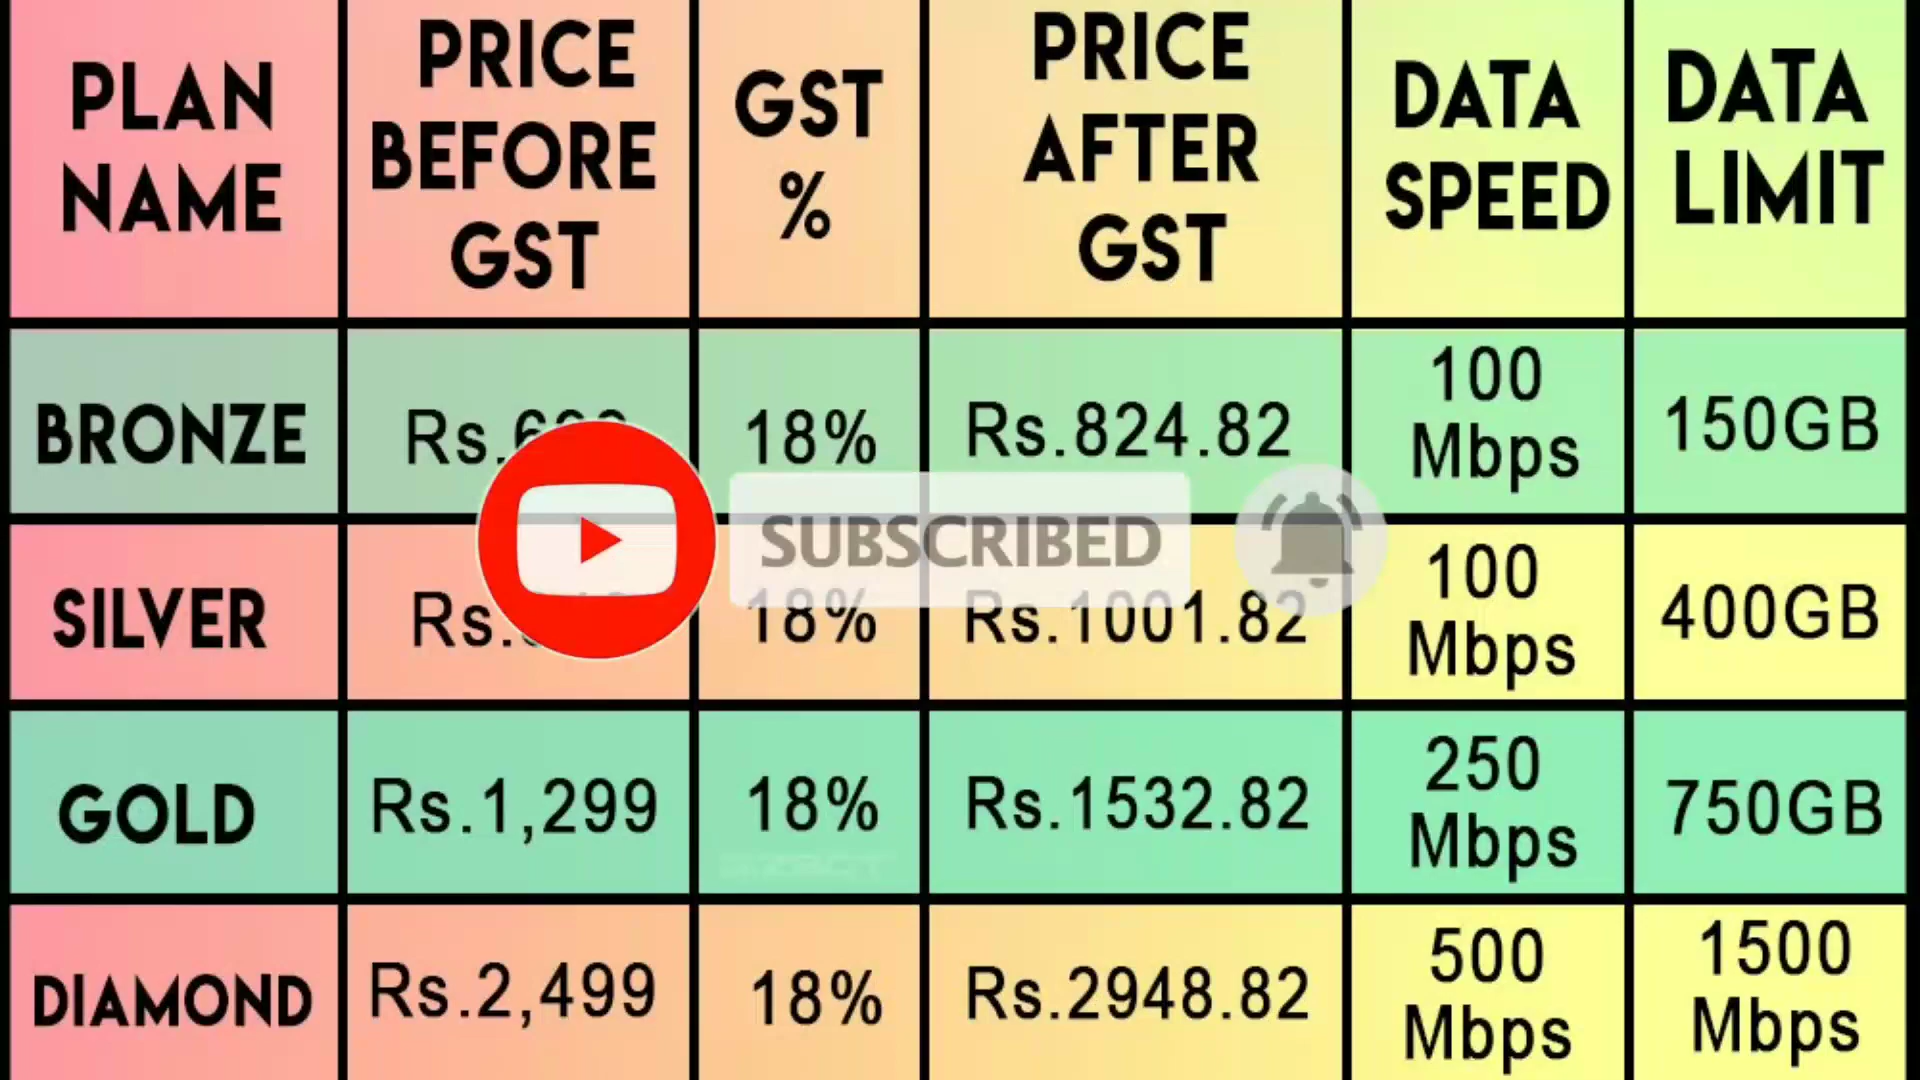 PLAN
NAME
PRICE
BEFORE
GST
GST
%
PRICE
AFTER
GST
DATA
SPEED
DATA
LIMIT
BRONZE
Rs.
18%
Rs.824.82
100
Mbps
150GB
SUBSCRIBED
SILVER
Rs.
18%
Rs.1001.82
100
Mbps
400GB
GOLD
Rs.1,299
18%
Rs.1532.82
250
Mbps
750GB
DIAMOND
Rs.2,499
18%
Rs.2948.82
500
Mbps
1500
Mbps